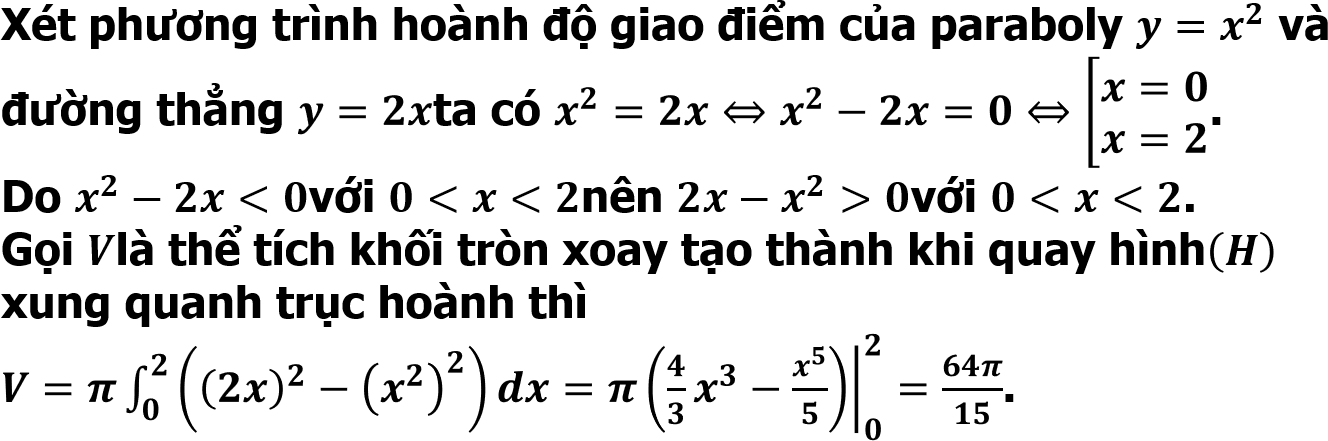 Xét phương trình hoành độ giao điểm của paraboly $y = x^2$ và
đường thẳng $y = 2x$ta có $x^2 = 2x \Leftrightarrow x^2 - 2x = 0 \Leftrightarrow \left[\begin{array}{l} x = 0 \\ x = 2 \end{array}\right.$.
Do $x^2 - 2x < 0$với $0 < x < 2$nên $2x - x^2 > 0$với $0 < x < 2$.
Gọi $V$là thể tích khối tròn xoay tạo thành khi quay hình$(H)$
xung quanh trục hoành thì
$V = \pi \int_0^2 \left( (2x)^2 - (x^2)^2 \right) dx = \pi \left( \frac{4}{3} x^3 - \frac{x^5}{5} \right) \Big|_0^2 = \frac{64\pi}{15}$.